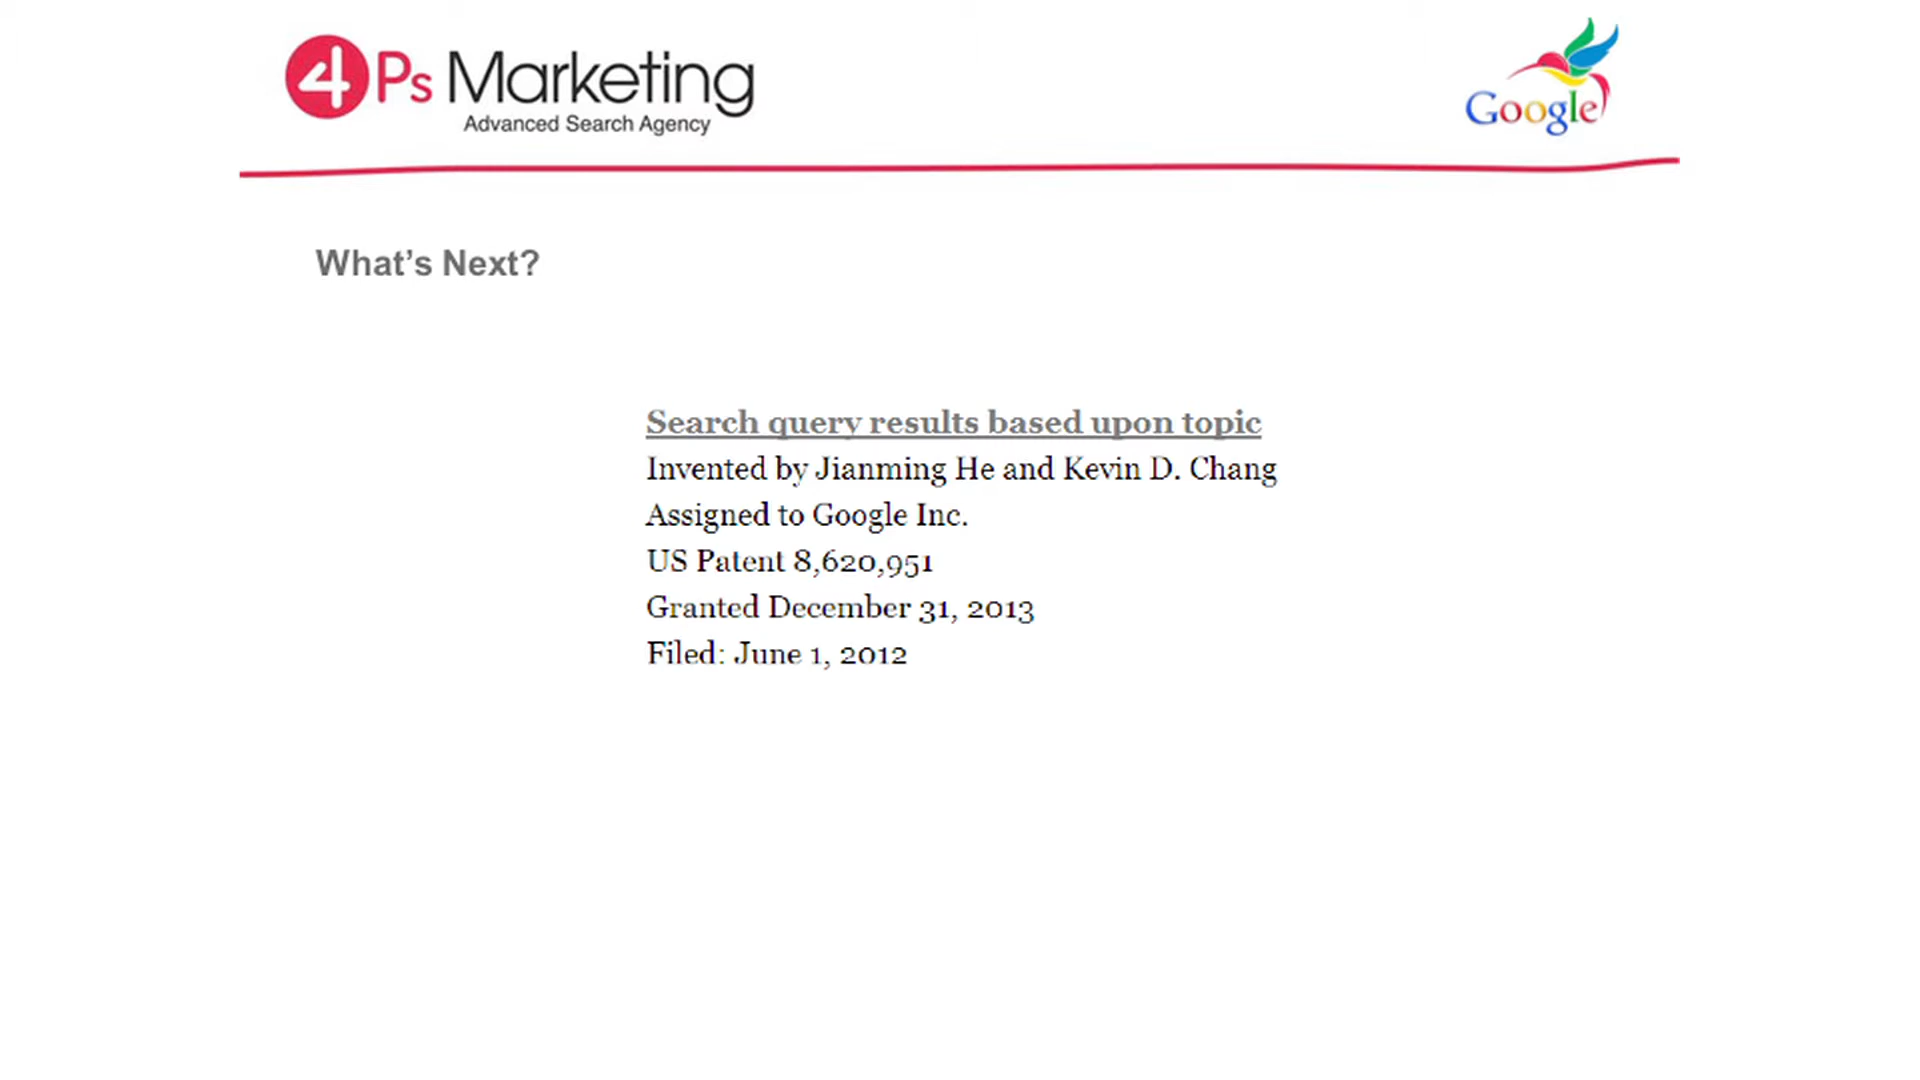 4Ps Marketing
Advanced Search Agency
Google
What’s Next?
Search query results based upon topic
Invented by Jianming He and Kevin D. Chang
Assigned to Google Inc.
US Patent 8,620,951
Granted December 31, 2013
Filed: June 1, 2012